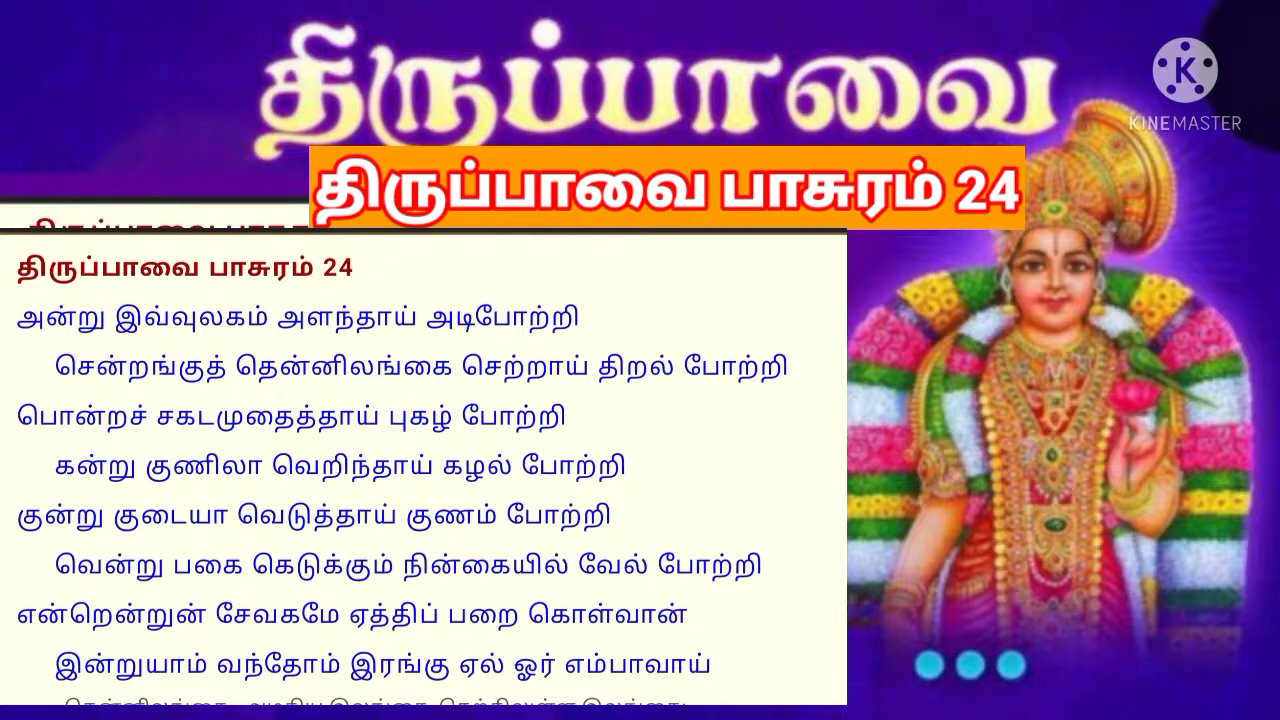 திருப்பாவை
KINEMASTER
திருப்பாவை பாசுரம் 24
திருப்பாவை பாசுரம் 24
அன்று இவ்வுலகம் அளந்தாய் அடிபோற்றி
சென்றங்குத் தென்னிலங்கை செற்றாய் திறல் போற்றி
பொன்றச் சகடமுதைத்தாய் புகழ் போற்றி
கன்று குணிலா வெறிந்தாய் கழல் போற்றி
குன்று குடையா வெடுத்தாய் குணம் போற்றி
வென்று பகை கெடுக்கும் நின்கையில் வேல் போற்றி
என்றென்றுன் சேவகமே ஏத்திப் பறை கொள்வான்
இன்றுயாம் வந்தோம் இரங்கு ஏல் ஓர் எம்பாவாய்